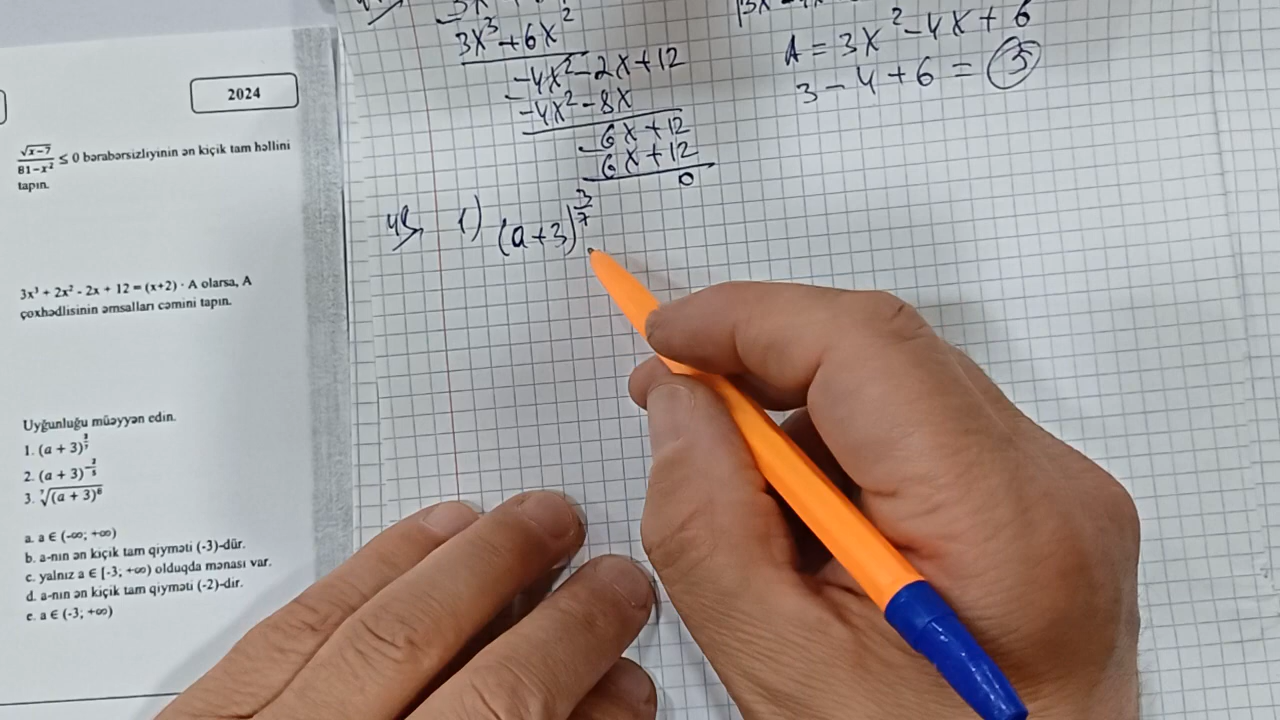 2024
√x−7 / 81−x² ≤ 0 bərabərsizliyinin ən kiçik tam həllini
tapın.
3x³ + 2x² - 2x + 12 = (x+2) · A olarsa, A
çoxhədlisinin əmsalları cəmini tapın.
Uyğunluğu müəyyən edin.
1. (a + 3)^(3/7)
2. (a + 3)^(−2/5)
3. ⁷√(a + 3)⁶
a. a ∈ (-∞; +∞)
b. a-nın ən kiçik tam qiyməti (-3)-dür.
c. yalnız a ∈ [-3; +∞) olduqda mənası var.
d. a-nın ən kiçik tam qiyməti (-2)-dir.
e. a ∈ (-3; +∞)
3x³+6x²
-4x²-2x+12
-4x²-8x
6x+12
6x+12
0
A = 3x²-4x+6
3-4+6 = 5
1) (a+3)^(3/7)